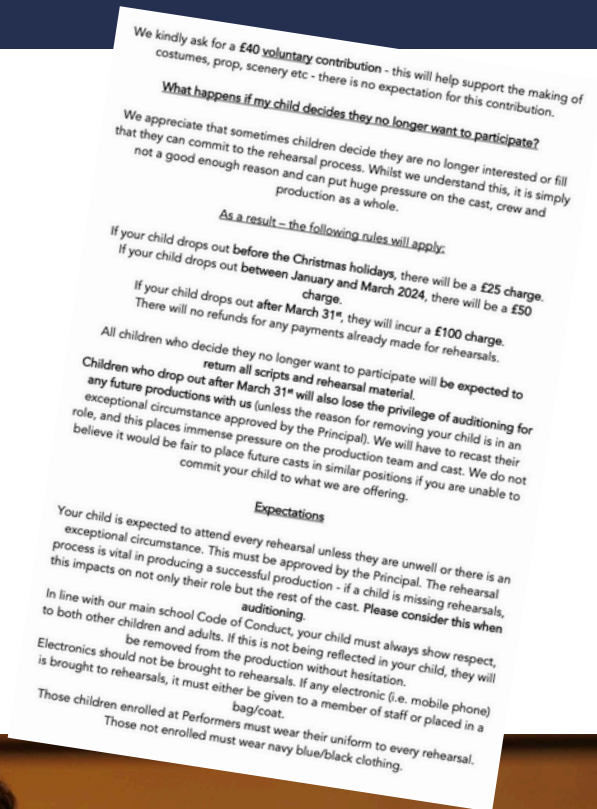 We kindly ask for a £40 voluntary contribution - this will help support the making of
costumes, prop, scenery etc - there is no expectation for this contribution.
What happens if my child decides they no longer want to participate?
We appreciate that sometimes children decide they are no longer interested or fill
that they can commit to the rehearsal process. Whilst we understand this, it is simply
not a good enough reason and can put huge pressure on the cast, crew and
production as a whole.
As a result – the following rules will apply:
If your child drops out before the Christmas holidays, there will be a £25 charge.
If your child drops out between January and March 2024, there will be a £50
charge.
If your child drops out after March 31st, they will incur a £100 charge.
There will no refunds for any payments already made for rehearsals.
All children who decide they no longer want to participate will be expected to
return all scripts and rehearsal material.
Children who drop out after March 31st will also lose the privilege of auditioning for
any future productions with us (unless the reason for removing your child is in an
exceptional circumstance approved by the Principal). We will have to recast their
role, and this places immense pressure on the production team and cast. We do not
believe it would be fair to place future casts in similar positions if you are unable to
commit your child to what we are offering.
Expectations
Your child is expected to attend every rehearsal unless they are unwell or there is an
exceptional circumstance. This must be approved by the Principal. The rehearsal
process is vital in producing a successful production - if a child is missing rehearsals,
this impacts on not only their role but the rest of the cast. Please consider this when
auditioning.
In line with our main school Code of Conduct, your child must always show respect,
to both other children and adults. If this is not being reflected in your child, they will
be removed from the production without hesitation.
Electronics should not be brought to rehearsals. If any electronic (i.e. mobile phone)
is brought to rehearsals, it must either be given to a member of staff or placed in a
bag/coat.
Those children enrolled at Performers must wear their uniform to every rehearsal.
Those not enrolled must wear navy blue/black clothing.